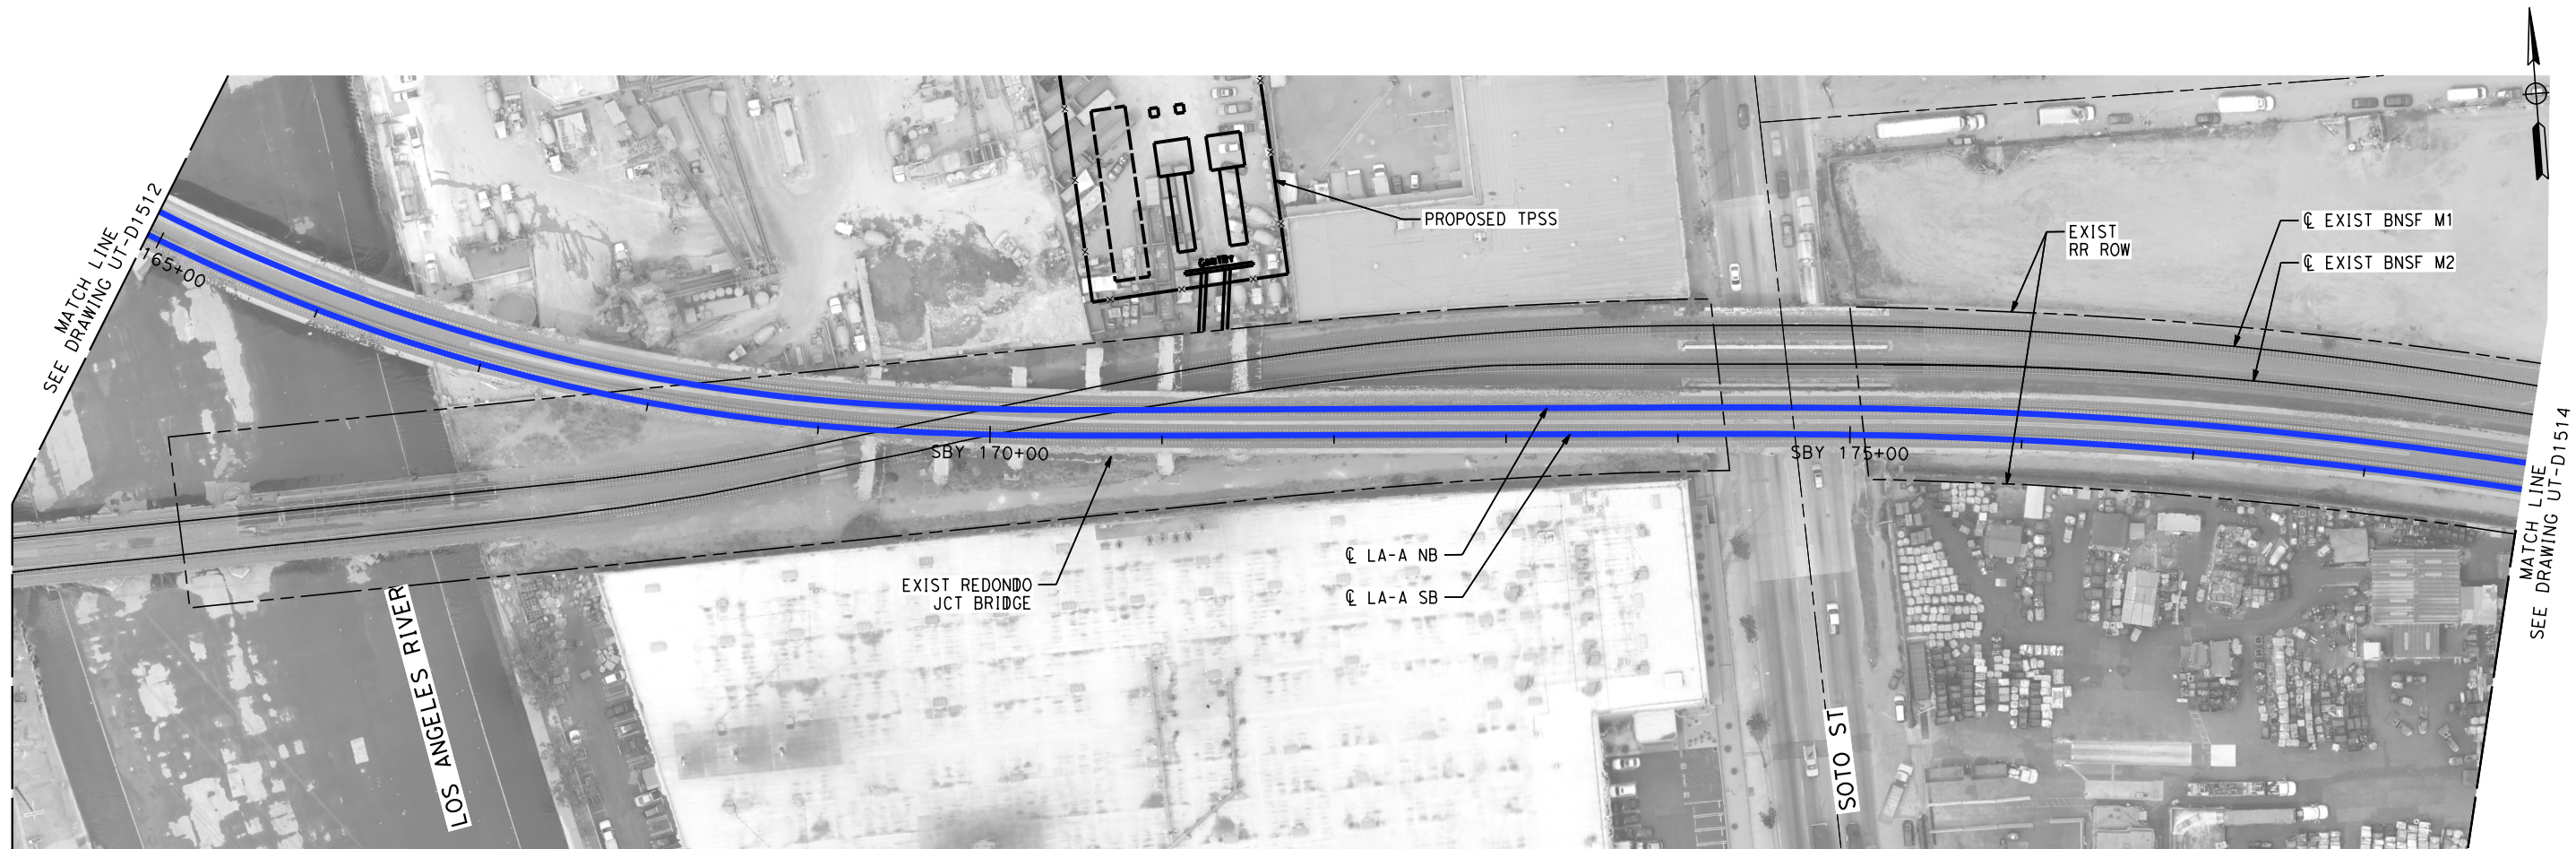 MATCH LINE
SEE DRAWING UT-D1512
165+00
PROPOSED TPSS
GANTRY
EXIST
RR ROW
℄ EXIST BNSF M1
℄ EXIST BNSF M2
SBY 170+00
SBY 175+00
EXIST REDONDO
JCT BRIDGE
℄ LA-A NB
℄ LA-A SB
LOS ANGELES RIVER
SOTO ST
MATCH LINE
SEE DRAWING UT-D1514